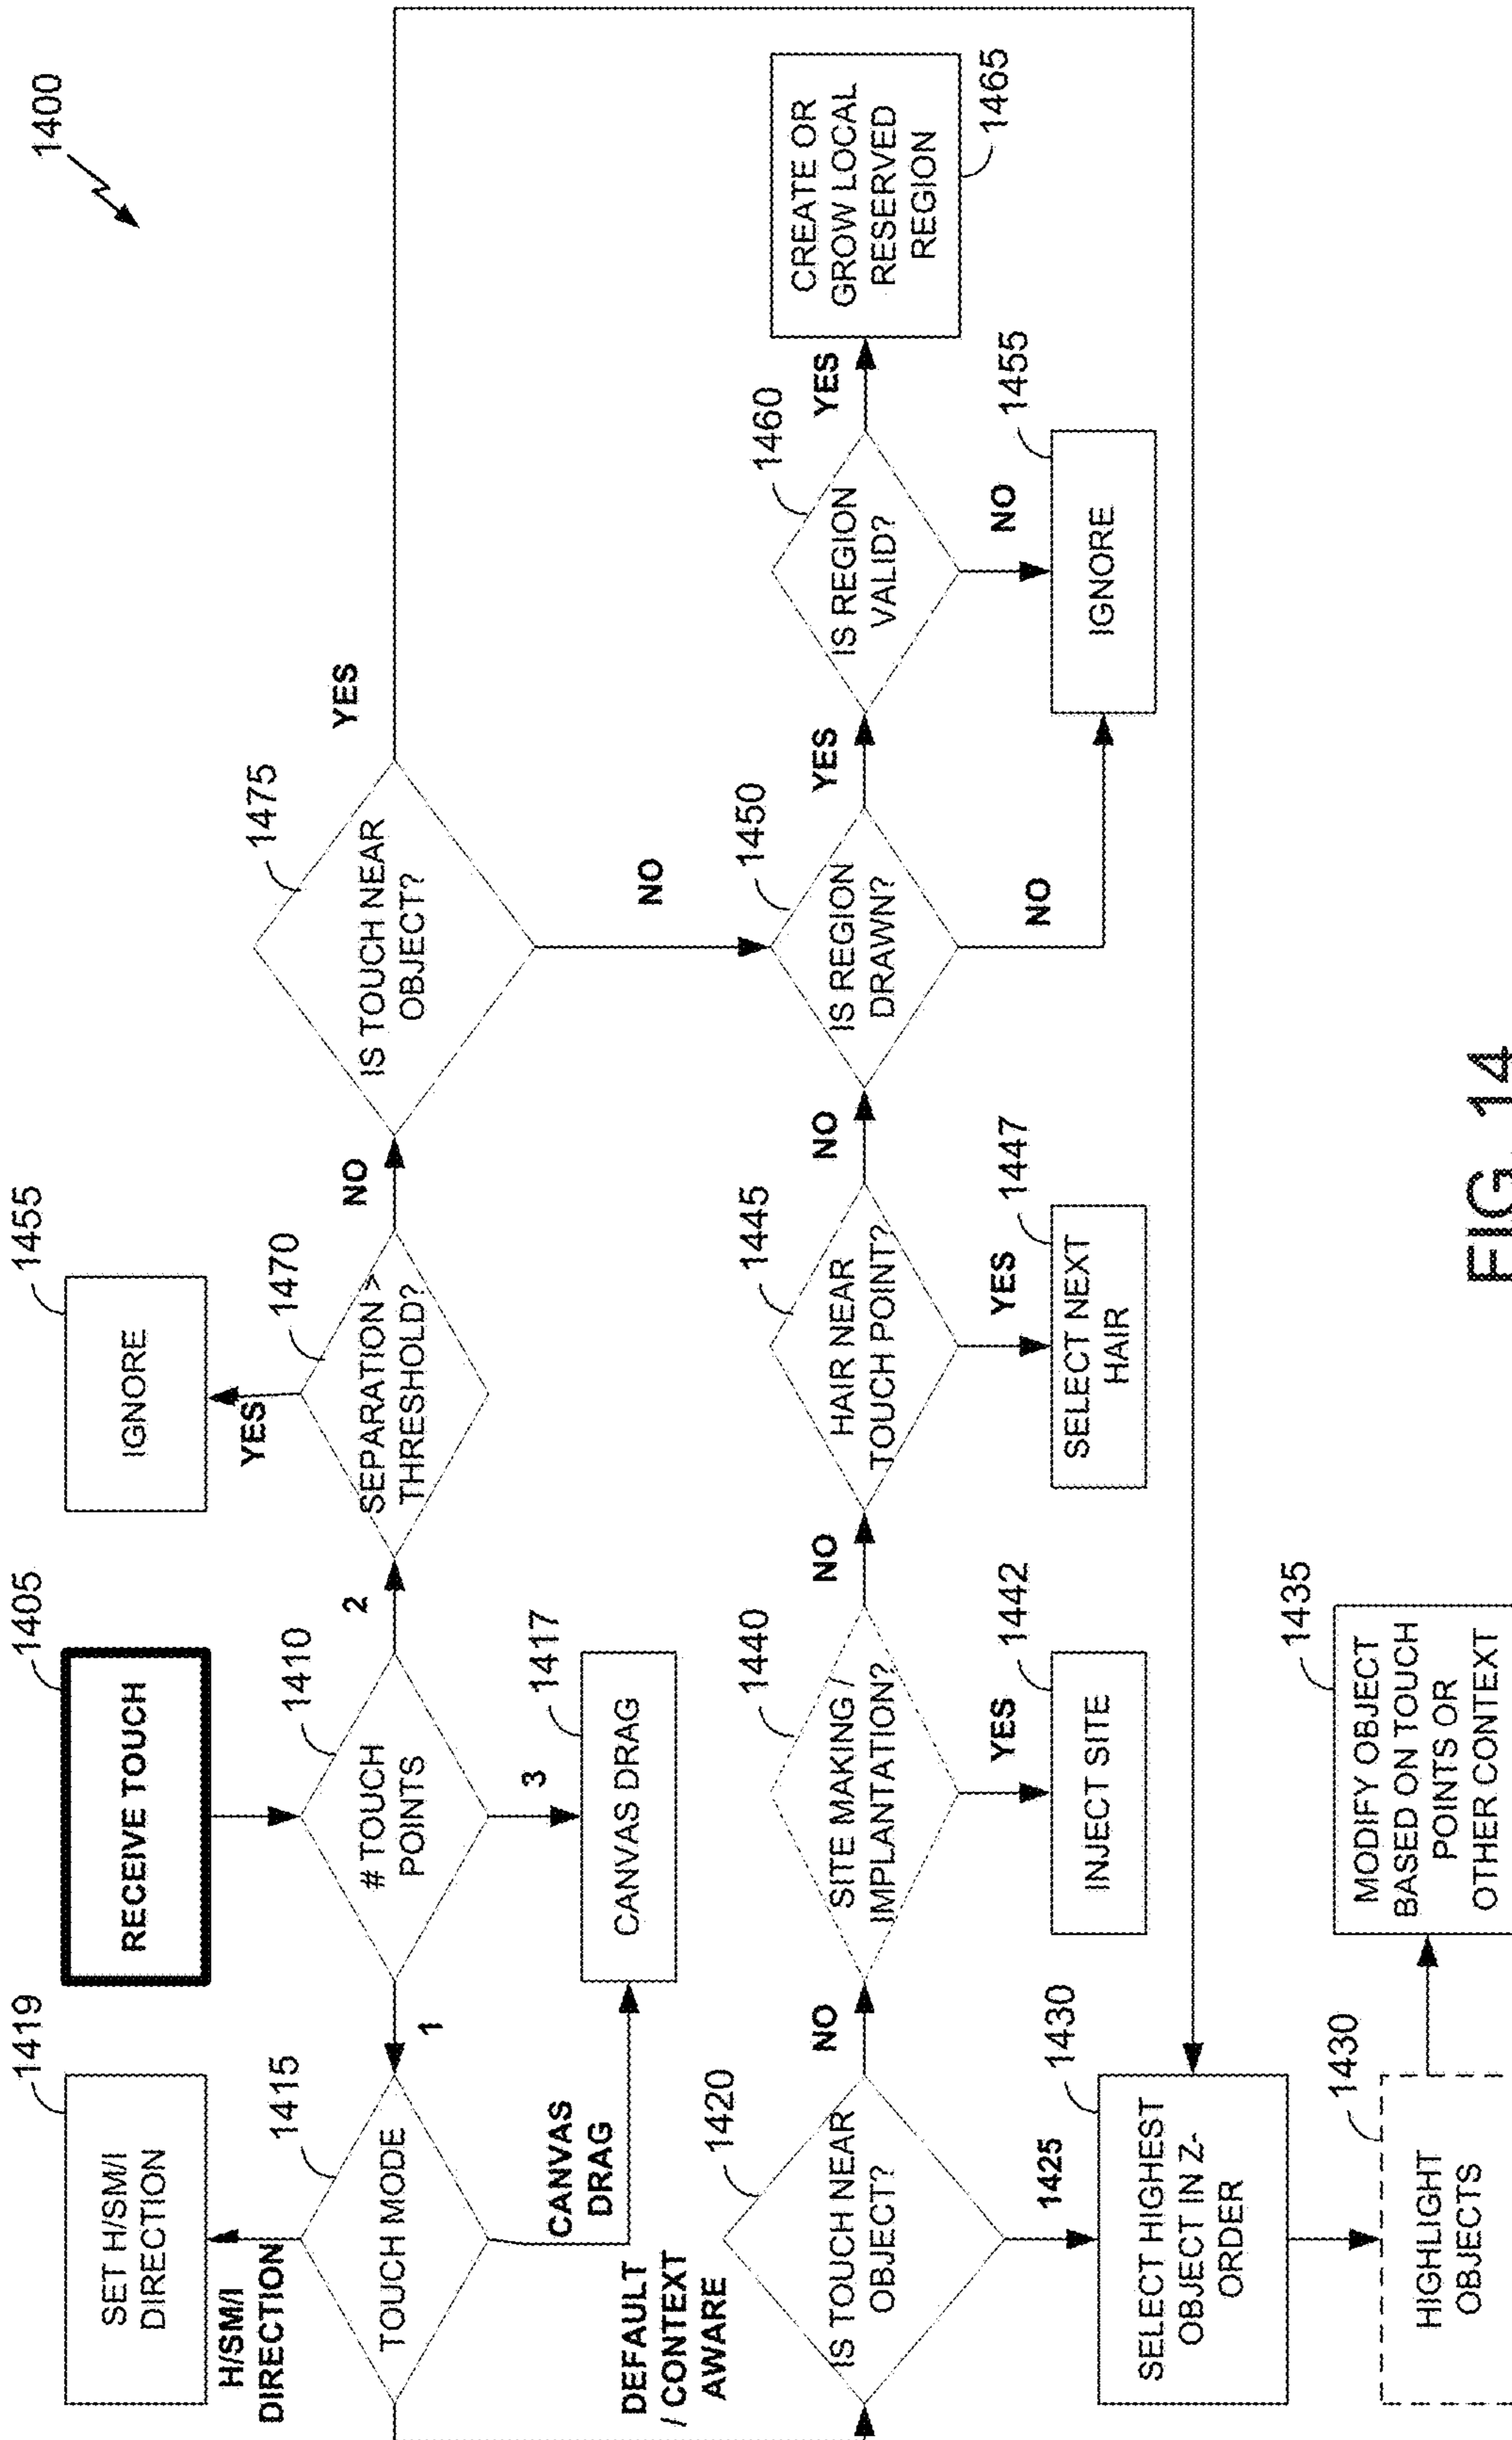 1400
1419
SET H/SM/I
DIRECTION
H/SM/I
DIRECTION
1405
RECEIVE TOUCH
1455
IGNORE
YES
1415
TOUCH MODE
1
1410
# TOUCH
POINTS
2
1470
SEPARATION >
THRESHOLD?
NO
1475
IS TOUCH NEAR
OBJECT?
YES
CANVAS
DRAG
3
1417
CANVAS DRAG
NO
DEFAULT
/ CONTEXT
AWARE
1420
IS TOUCH NEAR
OBJECT?
NO
1440
SITE MAKING /
IMPLANTATION?
NO
1445
HAIR NEAR
TOUCH POINT?
NO
1450
IS REGION
DRAWN?
YES
1460
IS REGION
VALID?
YES
CREATE OR
GROW LOCAL
RESERVED
REGION
1465
1425
YES
1442
INJECT SITE
YES
1447
SELECT NEXT
HAIR
NO
NO
1455
IGNORE
1430
SELECT HIGHEST
OBJECT IN Z-
ORDER
1430
HIGHLIGHT
OBJECTS
1435
MODIFY OBJECT
BASED ON TOUCH
POINTS OR
OTHER CONTEXT
FIG. 14